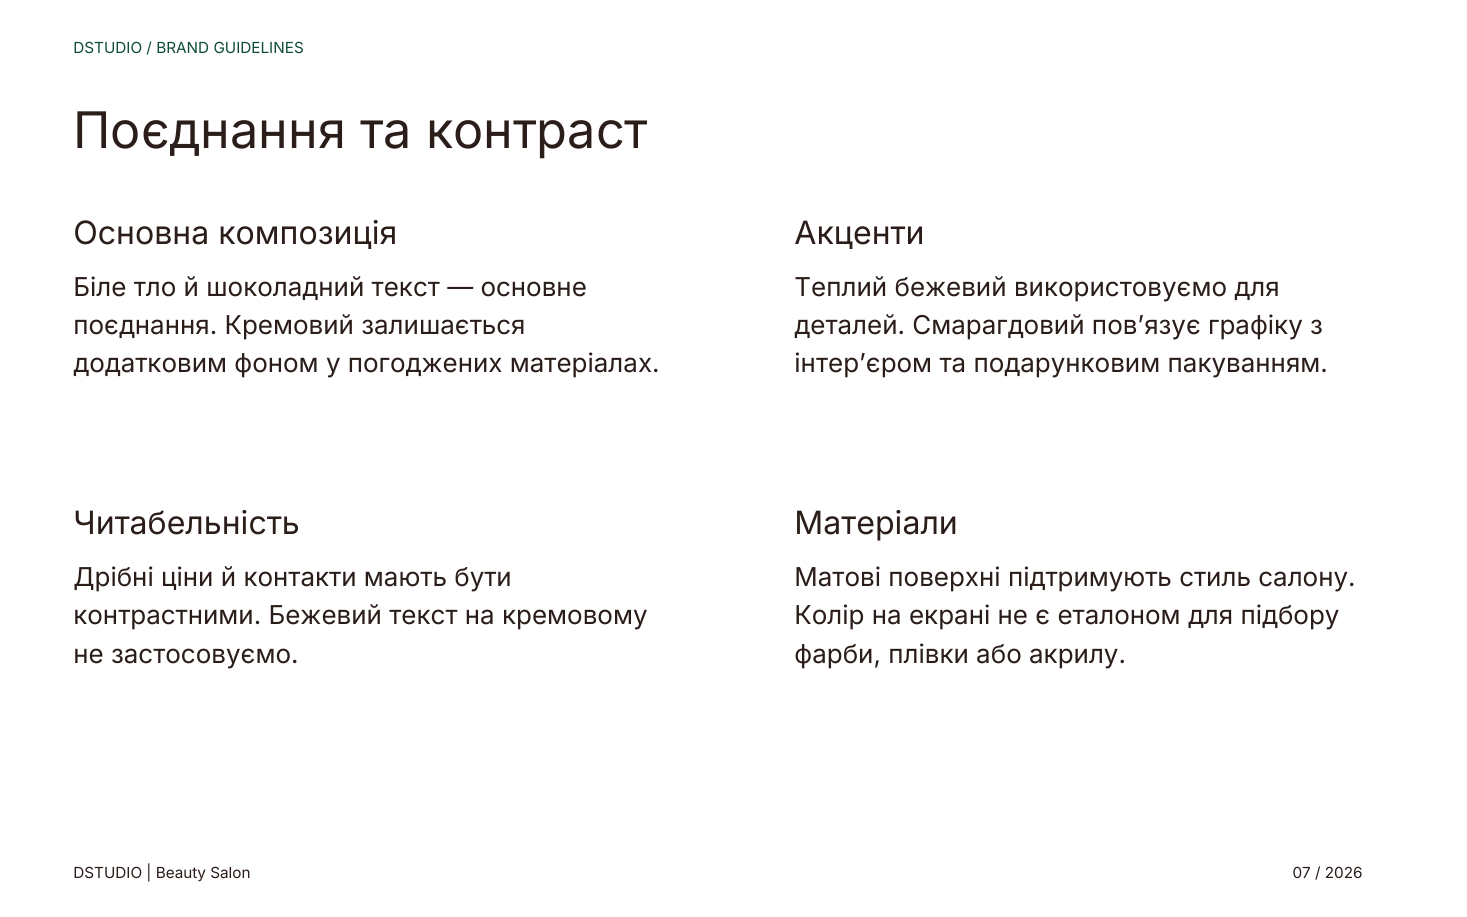 DSTUDIO / BRAND GUIDELINES
Поєднання та контраст
Основна композиція
Біле тло й шоколадний текст — основне
поєднання. Кремовий залишається
додатковим фоном у погоджених матеріалах.
Акценти
Теплий бежевий використовуємо для
деталей. Смарагдовий пов’язує графіку з
інтер’єром та подарунковим пакуванням.
Читабельність
Дрібні ціни й контакти мають бути
контрастними. Бежевий текст на кремовому
не застосовуємо.
Матеріали
Матові поверхні підтримують стиль салону.
Колір на екрані не є еталоном для підбору
фарби, плівки або акрилу.
DSTUDIO | Beauty Salon
07 / 2026